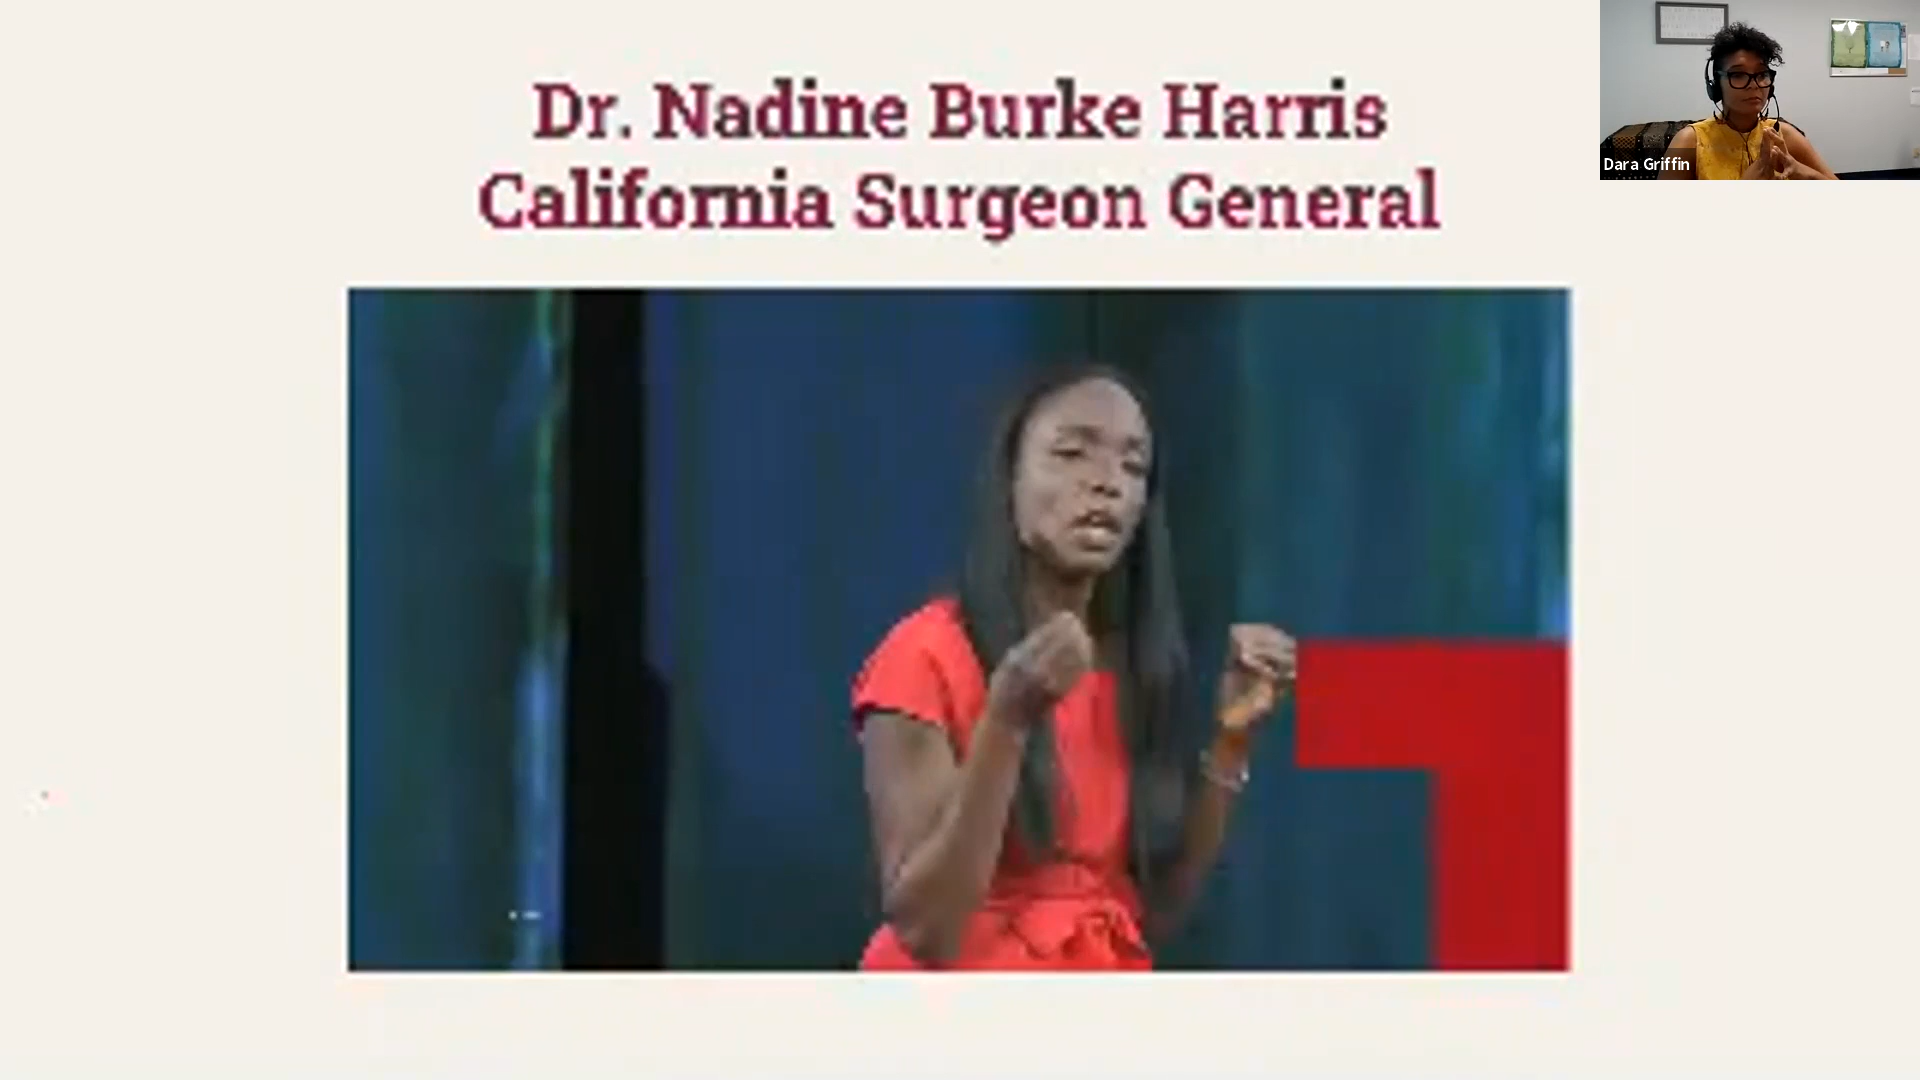 Dr. Nadine Burke Harris
California Surgeon General
Dara Griffin